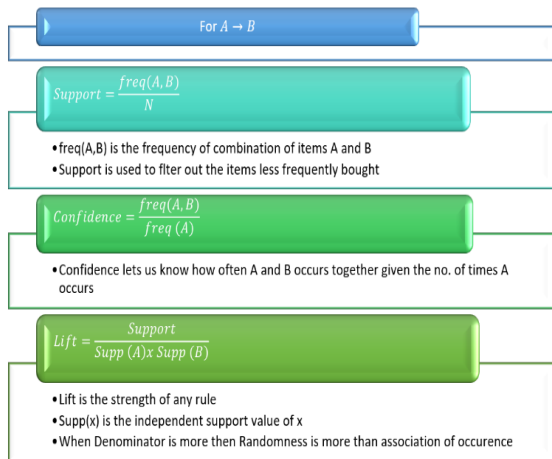 For A → B
Support = freq(A,B) / N
•freq(A,B) is the frequency of combination of items A and B
•Support is used to flter out the items less frequently bought
Confidence = freq(A,B) / freq (A)
•Confidence lets us know how often A and B occurs together given the no. of times A
occurs
Lift = Support / Supp (A)x Supp (B)
•Lift is the strength of any rule
•Supp(x) is the independent support value of x
•When Denominator is more then Randomness is more than association of occurence